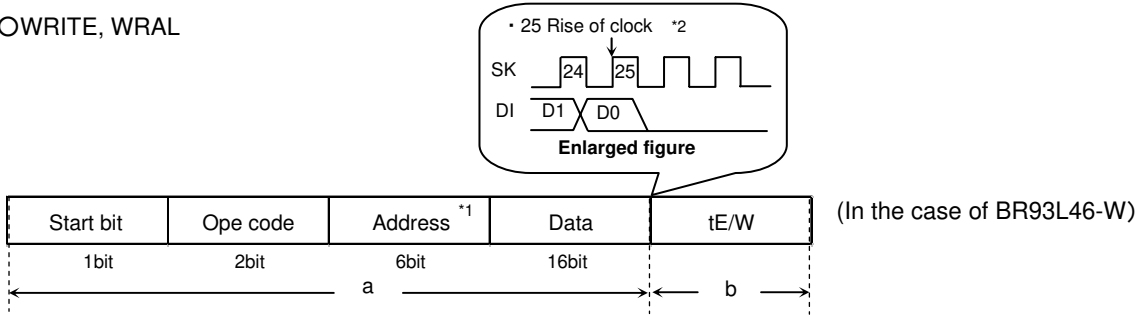 ○WRITE, WRAL
・25 Rise of clock *2
SK 24 25
DI D1 D0
Enlarged figure
Start bit Ope code Address *1 Data tE/W (In the case of BR93L46-W)
1bit 2bit 6bit 16bit
a b